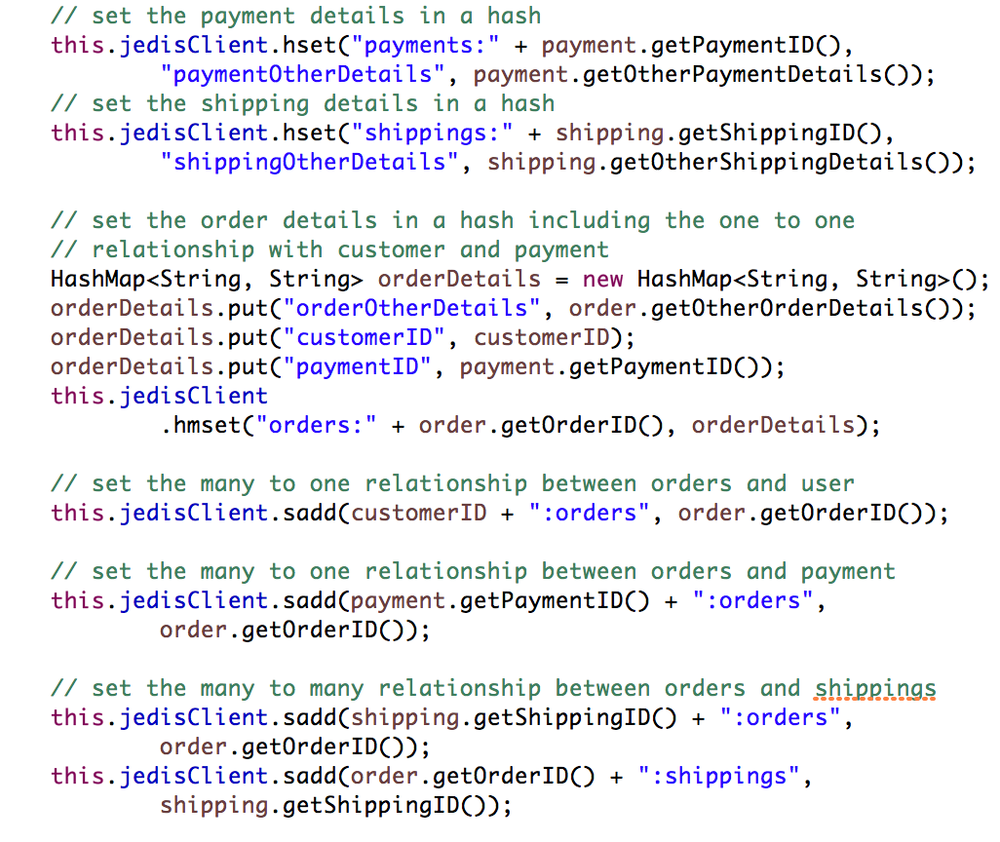 // set the payment details in a hash
this.jedisClient.hset("payments:" + payment.getPaymentID(),
"paymentOtherDetails", payment.getOtherPaymentDetails());
// set the shipping details in a hash
this.jedisClient.hset("shippings:" + shipping.getShippingID(),
"shippingOtherDetails", shipping.getOtherShippingDetails());
// set the order details in a hash including the one to one
// relationship with customer and payment
HashMap<String, String> orderDetails = new HashMap<String, String>();
orderDetails.put("orderOtherDetails", order.getOtherOrderDetails());
orderDetails.put("customerID", customerID);
orderDetails.put("paymentID", payment.getPaymentID());
this.jedisClient
.hmset("orders:" + order.getOrderID(), orderDetails);
// set the many to one relationship between orders and user
this.jedisClient.sadd(customerID + ":orders", order.getOrderID());
// set the many to one relationship between orders and payment
this.jedisClient.sadd(payment.getPaymentID() + ":orders",
order.getOrderID());
// set the many to many relationship between orders and shippings
this.jedisClient.sadd(shipping.getShippingID() + ":orders",
order.getOrderID());
this.jedisClient.sadd(order.getOrderID() + ":shippings",
shipping.getShippingID());